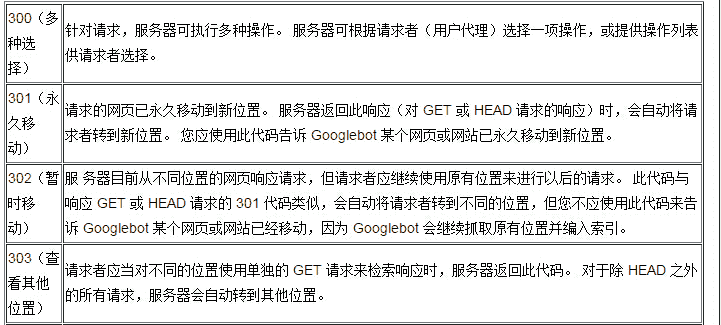 300（多
种选
择）
针对请求，服务器可执行多种操作。 服务器可根据请求者（用户代理）选择一项操作，或提供操作列表
供请求者选择。
301（永
久移
动）
请求的网页已永久移动到新位置。 服务器返回此响应（对 GET 或 HEAD 请求的响应）时，会自动将请
求者转到新位置。 您应使用此代码告诉 Googlebot 某个网页或网站已永久移动到新位置。
302（暂
时移
动）
服 务器目前从不同位置的网页响应请求，但请求者应继续使用原有位置来进行以后的请求。 此代码与
响应 GET 或 HEAD 请求的 301 代码类似，会自动将请求者转到不同的位置，但您不应使用此代码来告
诉 Googlebot 某个网页或网站已经移动，因为 Googlebot 会继续抓取原有位置并编入索引。
303（查
看其他
位置）
请求者应当对不同的位置使用单独的 GET 请求来检索响应时，服务器返回此代码。 对于除 HEAD 之外
的所有请求，服务器会自动转到其他位置。